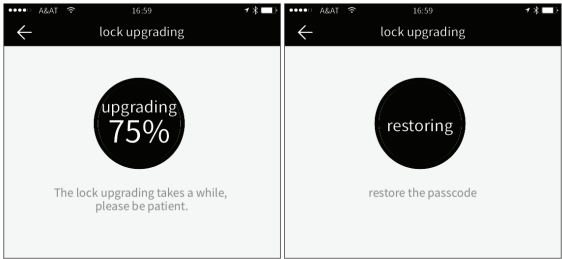 A&AT 16:59
lock upgrading
upgrading
75%
The lock upgrading takes a while,
please be patient.
A&AT 16:59
lock upgrading
restoring
restore the passcode